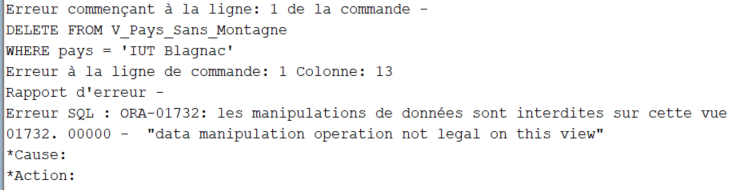 Erreur commençant à la ligne: 1 de la commande -
DELETE FROM V_Pays_Sans_Montagne
WHERE pays = 'IUT Blagnac'
Erreur à la ligne de commande: 1 Colonne: 13
Rapport d'erreur -
Erreur SQL : ORA-01732: les manipulations de données sont interdites sur cette vue
01732. 00000 -  "data manipulation operation not legal on this view"
*Cause:
*Action: